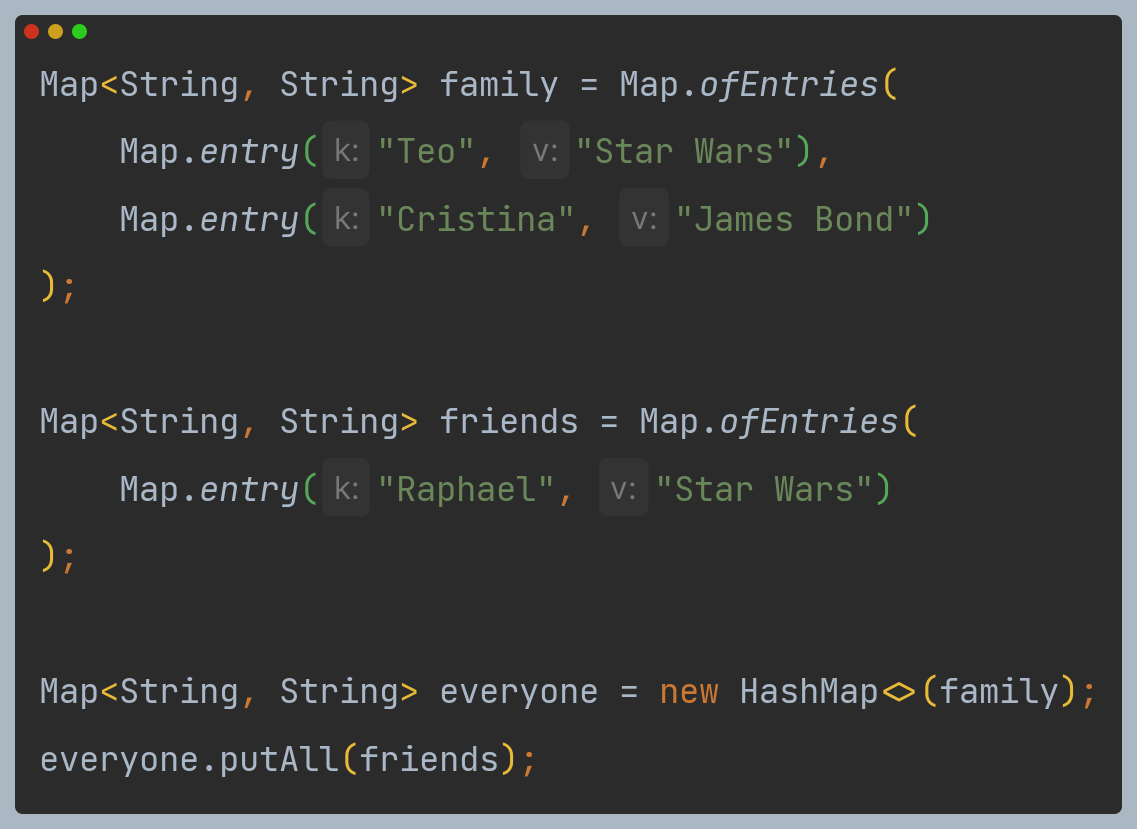 Map<String, String> family = Map.ofEntries(
    Map.entry( k: "Teo", v: "Star Wars"),
    Map.entry( k: "Cristina", v: "James Bond")
);
Map<String, String> friends = Map.ofEntries(
    Map.entry( k: "Raphael", v: "Star Wars")
);
Map<String, String> everyone = new HashMap<>(family);
everyone.putAll(friends);